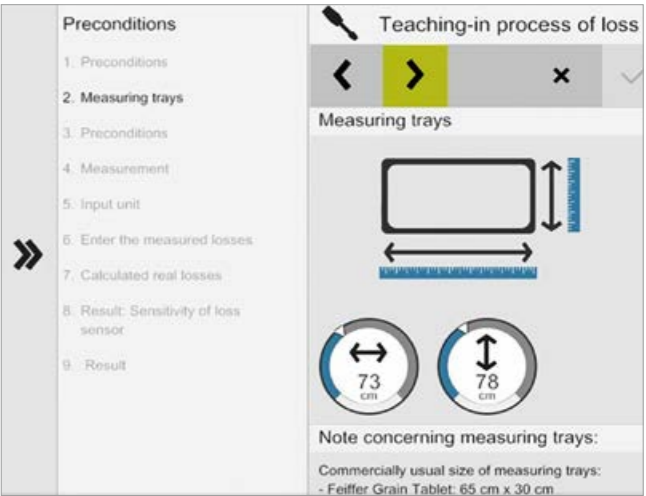 Preconditions
1. Preconditions
2. Measuring trays
3. Preconditions
4. Measurement
5. Input unit
6. Enter the measured losses
7. Calculated real losses
8. Result: Sensitivity of loss
sensor
9. Result
Teaching-in process of loss
Measuring trays
73
cm
78
cm
Note concerning measuring trays:
Commercially usual size of measuring trays:
- Feiffer Grain Tablet: 65 cm x 30 cm